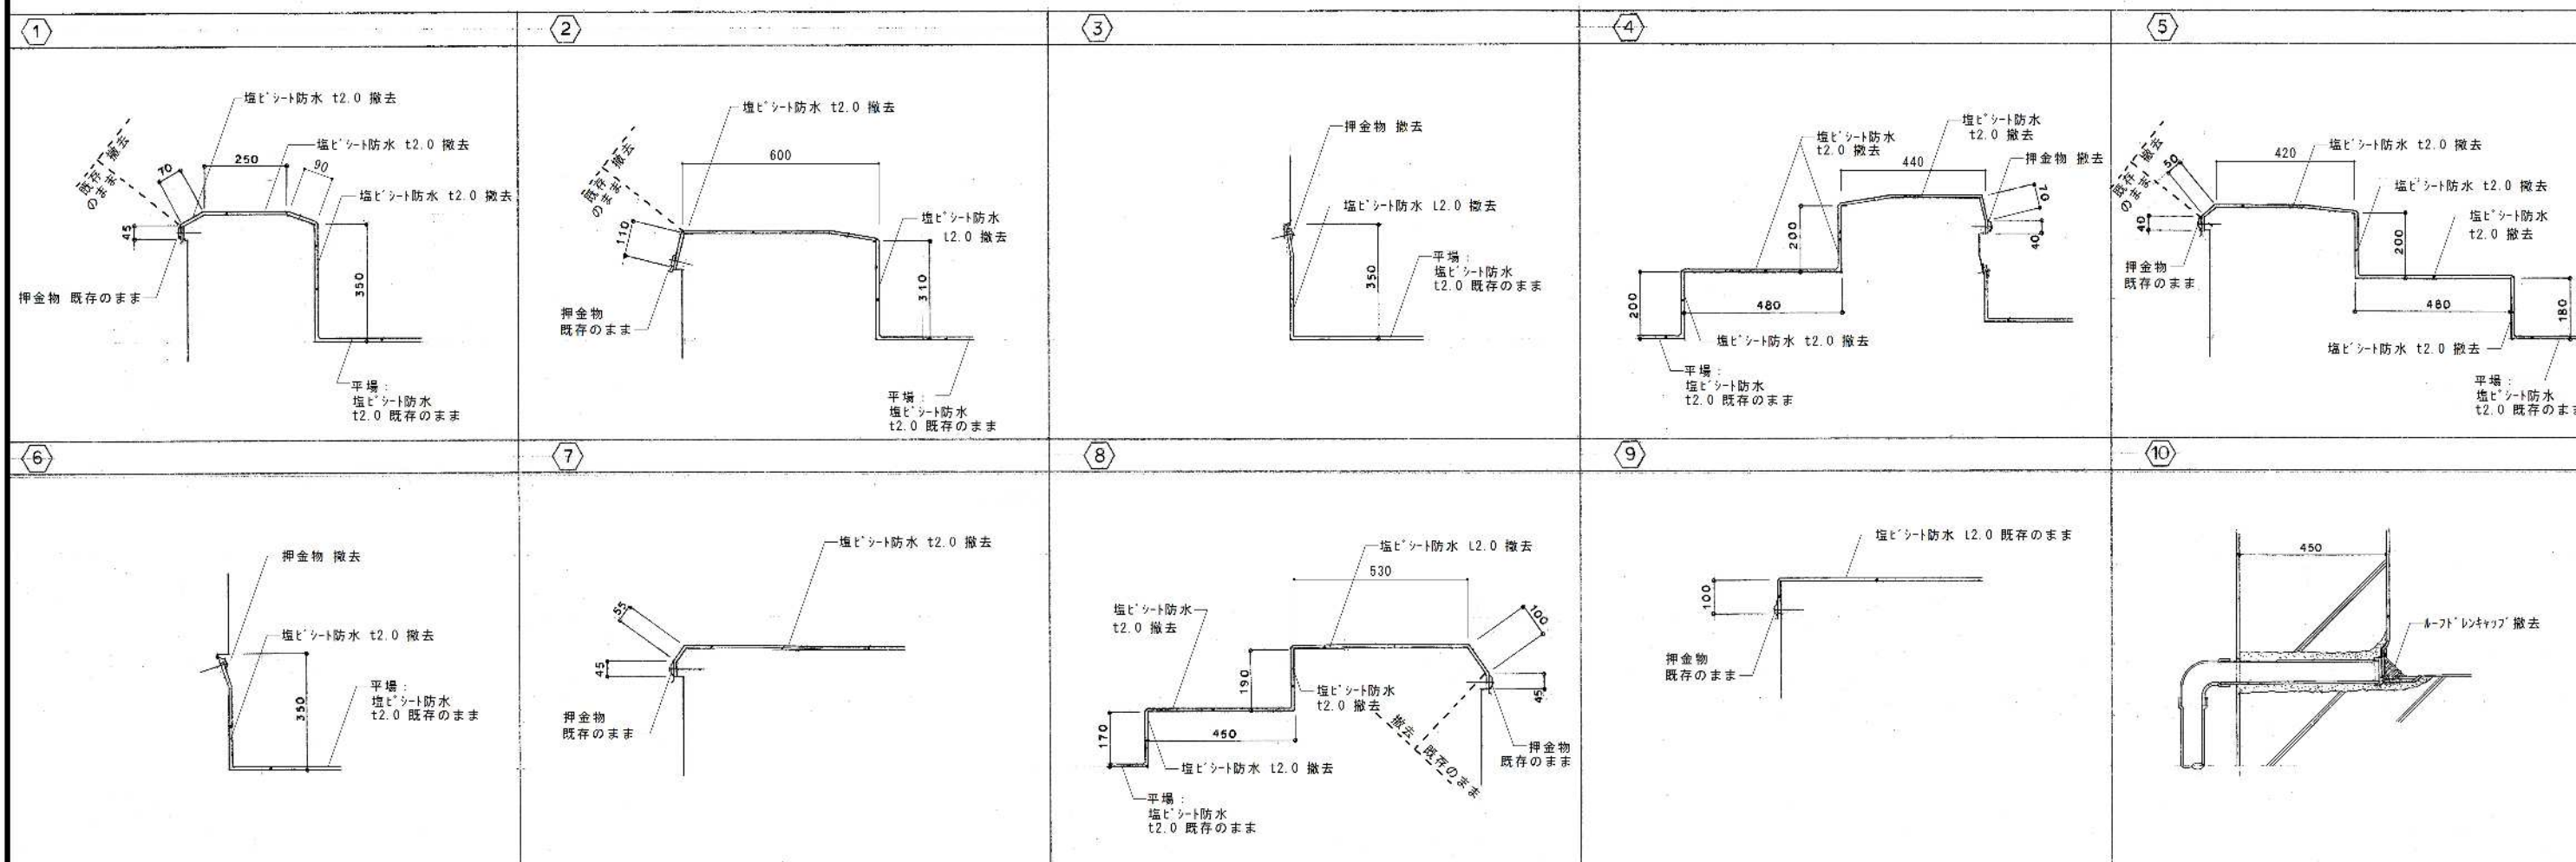 1
塩ビシート防水 t2.0 撤去
塩ビシート防水 t2.0 撤去
撤去
既存
のまま
70
250
90
塩ビシート防水 t2.0 撤去
45
350
押金物 既存のまま
平場：
塩ビシート防水
t2.0 既存のまま
2
塩ビシート防水 t2.0 撤去
撤去
既存
のまま
600
110
塩ビシート防水
t2.0 撤去
310
押金物
既存のまま
平場：
塩ビシート防水
t2.0 既存のまま
3
押金物 撤去
塩ビシート防水 t2.0 撤去
350
平場：
塩ビシート防水
t2.0 既存のまま
4
塩ビシート防水
t2.0 撤去
塩ビシート防水
t2.0 撤去
440
押金物 撤去
70
40
200
200
480
塩ビシート防水 t2.0 撤去
平場：
塩ビシート防水
t2.0 既存のまま
5
撤去
既存
のまま
50
420
塩ビシート防水 t2.0 撤去
塩ビシート防水 t2.0 撤去
塩ビシート防水
t2.0 撤去
40
200
押金物
既存のまま
480
180
塩ビシート防水 t2.0 撤去
平場：
塩ビシート防水
t2.0 既存のまま
6
押金物 撤去
塩ビシート防水 t2.0 撤去
350
平場：
塩ビシート防水
t2.0 既存のまま
7
塩ビシート防水 t2.0 撤去
55
45
押金物
既存のまま
8
塩ビシート防水 t2.0 撤去
530
塩ビシート防水
t2.0 撤去
100
190
塩ビシート防水
t2.0 撤去
45
170
450
撤去
既存のまま
押金物
既存のまま
塩ビシート防水 t2.0 撤去
平場：
塩ビシート防水
t2.0 既存のまま
9
塩ビシート防水 t2.0 既存のまま
100
押金物
既存のまま
10
450
ルーフドレンキャップ撤去